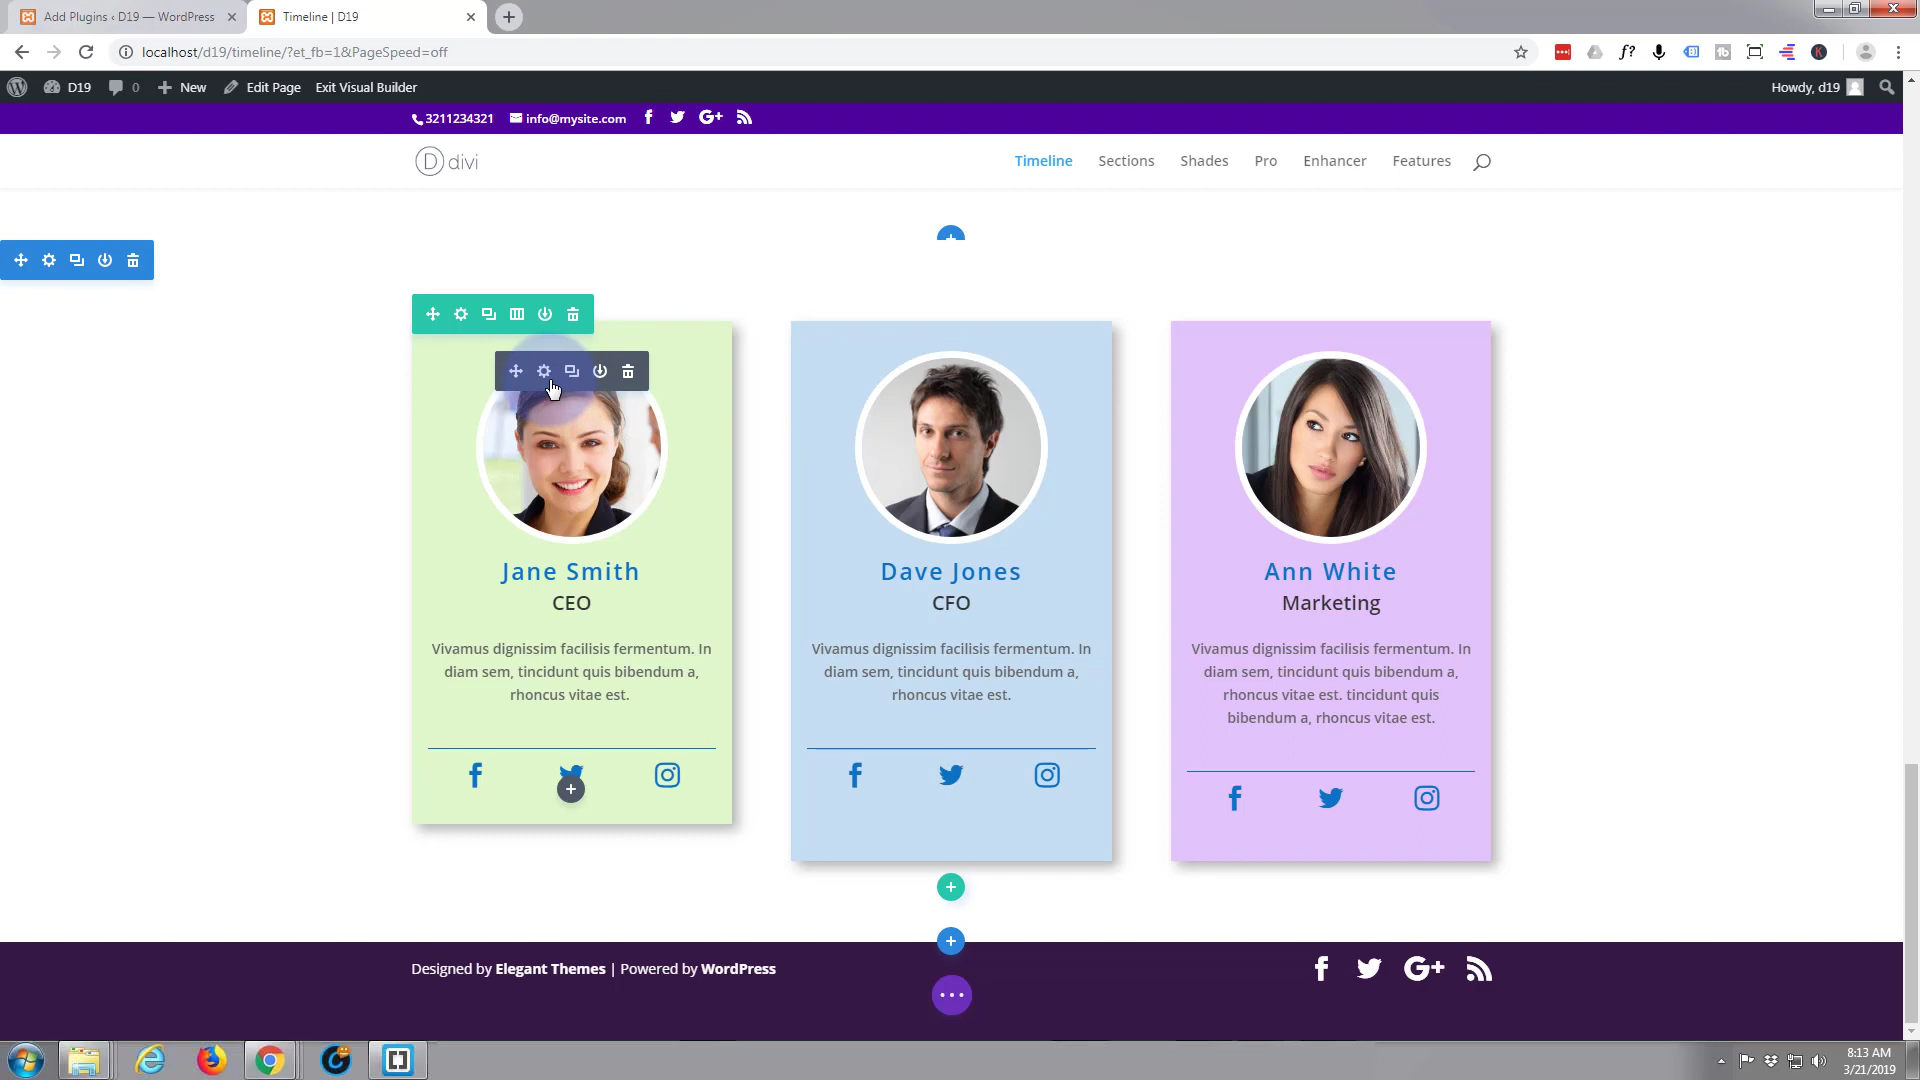 Add Plugins ‹ D19 — WordPress
Timeline | D19
localhost/d19/timeline/?et_fb=1&PageSpeed=off
D19
0
New
Edit Page
Exit Visual Builder
Howdy, d19
3211234321
info@mysite.com
D divi
Timeline
Sections
Shades
Pro
Enhancer
Features
Jane Smith
CEO
Vivamus dignissim facilisis fermentum. In
diam sem, tincidunt quis bibendum a,
rhoncus vitae est.
Dave Jones
CFO
Vivamus dignissim facilisis fermentum. In
diam sem, tincidunt quis bibendum a,
rhoncus vitae est.
Ann White
Marketing
Vivamus dignissim facilisis fermentum. In
diam sem, tincidunt quis bibendum a,
rhoncus vitae est. tincidunt quis
bibendum a, rhoncus vitae est.
Designed by Elegant Themes | Powered by WordPress
8:13 AM
3/21/2019